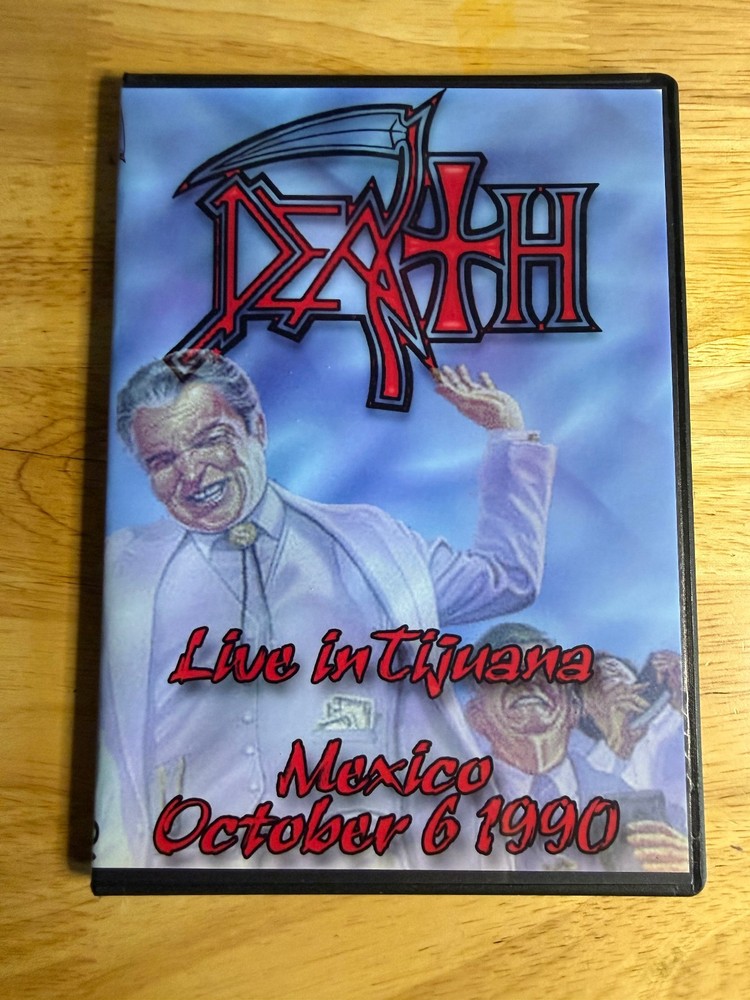 DEATH
Live in Tijuana
Mexico
October 6 1990